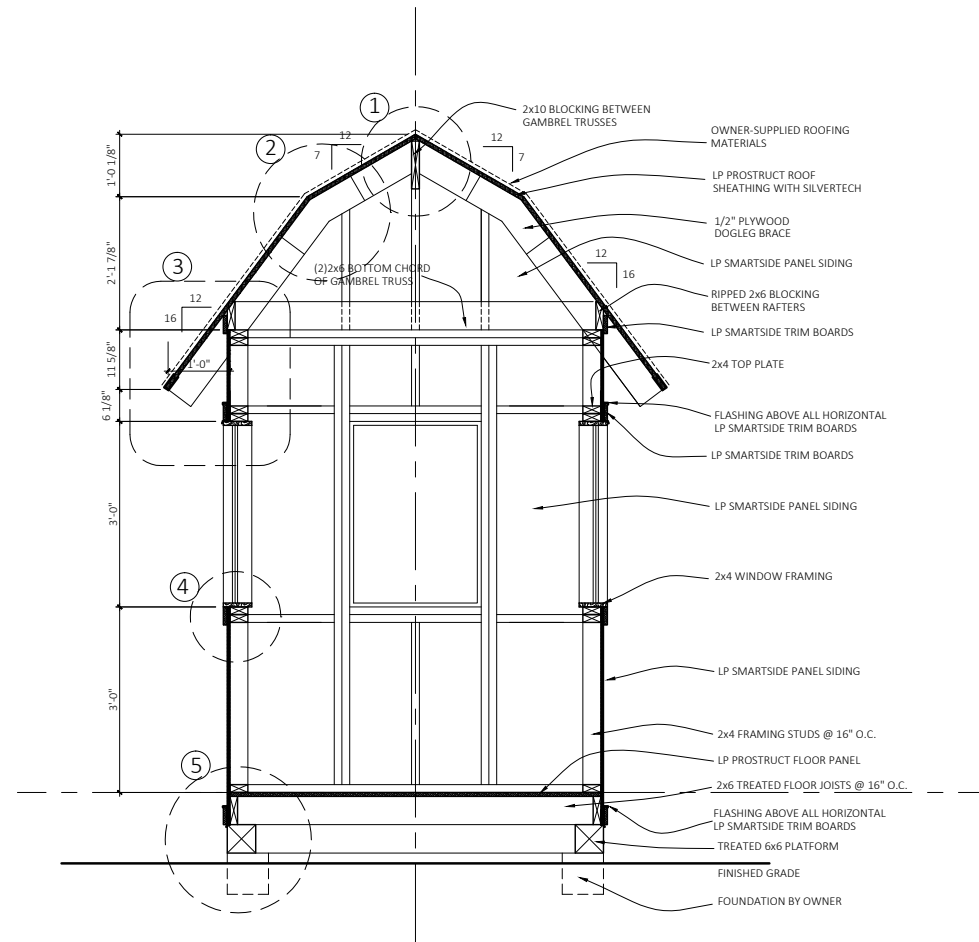 1
2x10 BLOCKING BETWEEN
GAMBREL TRUSSES
12
7
12
7
2
OWNER-SUPPLIED ROOFING
MATERIALS
1'-0 1/8"
LP PROSTRUCT ROOF
SHEATHING WITH SILVERTECH
1/2" PLYWOOD
DOGLEG BRACE
2'-1 7/8"
3
(2)2x6 BOTTOM CHORD
OF GAMBREL TRUSS
12
16
LP SMARTSIDE PANEL SIDING
12
16
RIPPED 2x6 BLOCKING
BETWEEN RAFTERS
LP SMARTSIDE TRIM BOARDS
11 5/8"
1'-0"
2x4 TOP PLATE
6 1/8"
FLASHING ABOVE ALL HORIZONTAL
LP SMARTSIDE TRIM BOARDS
LP SMARTSIDE TRIM BOARDS
3'-0"
LP SMARTSIDE PANEL SIDING
4
2x4 WINDOW FRAMING
3'-0"
LP SMARTSIDE PANEL SIDING
2x4 FRAMING STUDS @ 16" O.C.
5
LP PROSTRUCT FLOOR PANEL
2x6 TREATED FLOOR JOISTS @ 16" O.C.
FLASHING ABOVE ALL HORIZONTAL
LP SMARTSIDE TRIM BOARDS
TREATED 6x6 PLATFORM
FINISHED GRADE
FOUNDATION BY OWNER